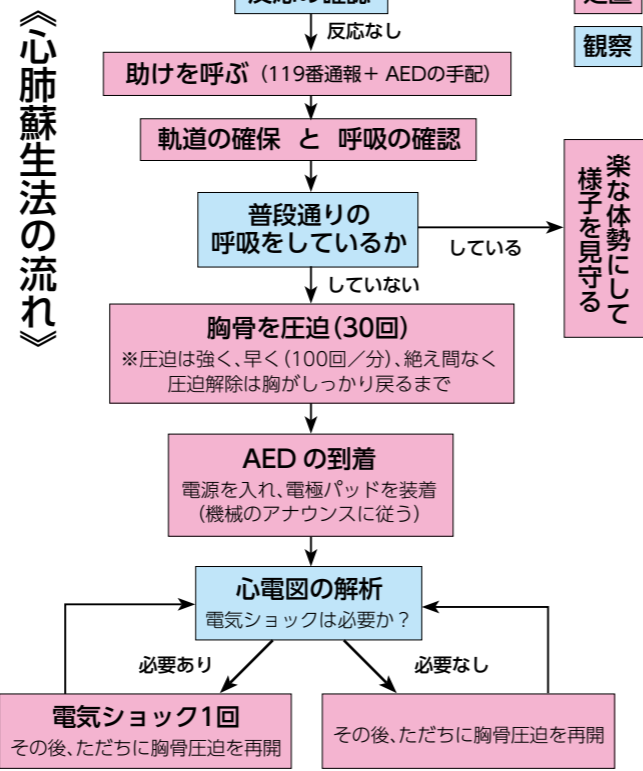 《心肺蘇生法の流れ》
反応なし
観察
助けを呼ぶ（119番通報＋AEDの手配）
軌道の確保 と 呼吸の確認
普段通りの
呼吸をしているか
している
楽な体勢にして
様子を見守る
していない
胸骨を圧迫（30回）
※圧迫は強く、早く（100回／分）、絶え間なく
圧迫解除は胸がしっかり戻るまで
AED の到着
電源を入れ、電極パッドを装着
（機械のアナウンスに従う）
心電図の解析
電気ショックは必要か？
必要あり
必要なし
電気ショック1回
その後、ただちに胸骨圧迫を再開
その後、ただちに胸骨圧迫を再開